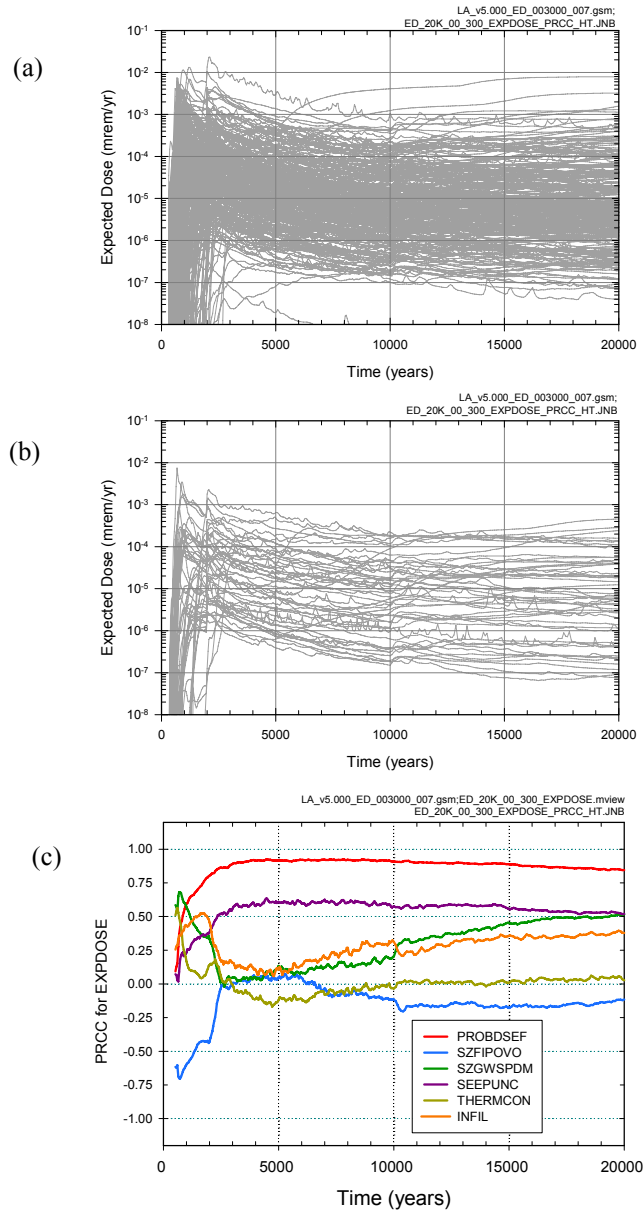 (a)
LA_v5.000_ED_003000_007.gsm;
ED_20K_00_300_EXPDOSE_PRCC_HT.JNB
Expected Dose (mrem/yr)
10-1
10-2
10-3
10-4
10-5
10-6
10-7
10-8
0 5000 10000 15000 20000
Time (years)
(b)
LA_v5.000_ED_003000_007.gsm;
ED_20K_00_300_EXPDOSE_PRCC_HT.JNB
Expected Dose (mrem/yr)
10-1
10-2
10-3
10-4
10-5
10-6
10-7
10-8
0 5000 10000 15000 20000
Time (years)
(c)
LA_v5.000_ED_003000_007.gsm;ED_20K_00_300_EXPDOSE.mview
ED_20K_00_300_EXPDOSE_PRCC_HT.JNB
PRCC for EXPDOSE
1.00
0.75
0.50
0.25
0.00
-0.25
-0.50
-0.75
-1.00
PROBDSEF
SZFIPOVO
SZGWSPDM
SEEPUNC
THERMCON
INFIL
0 5000 10000 15000 20000
Time (years)